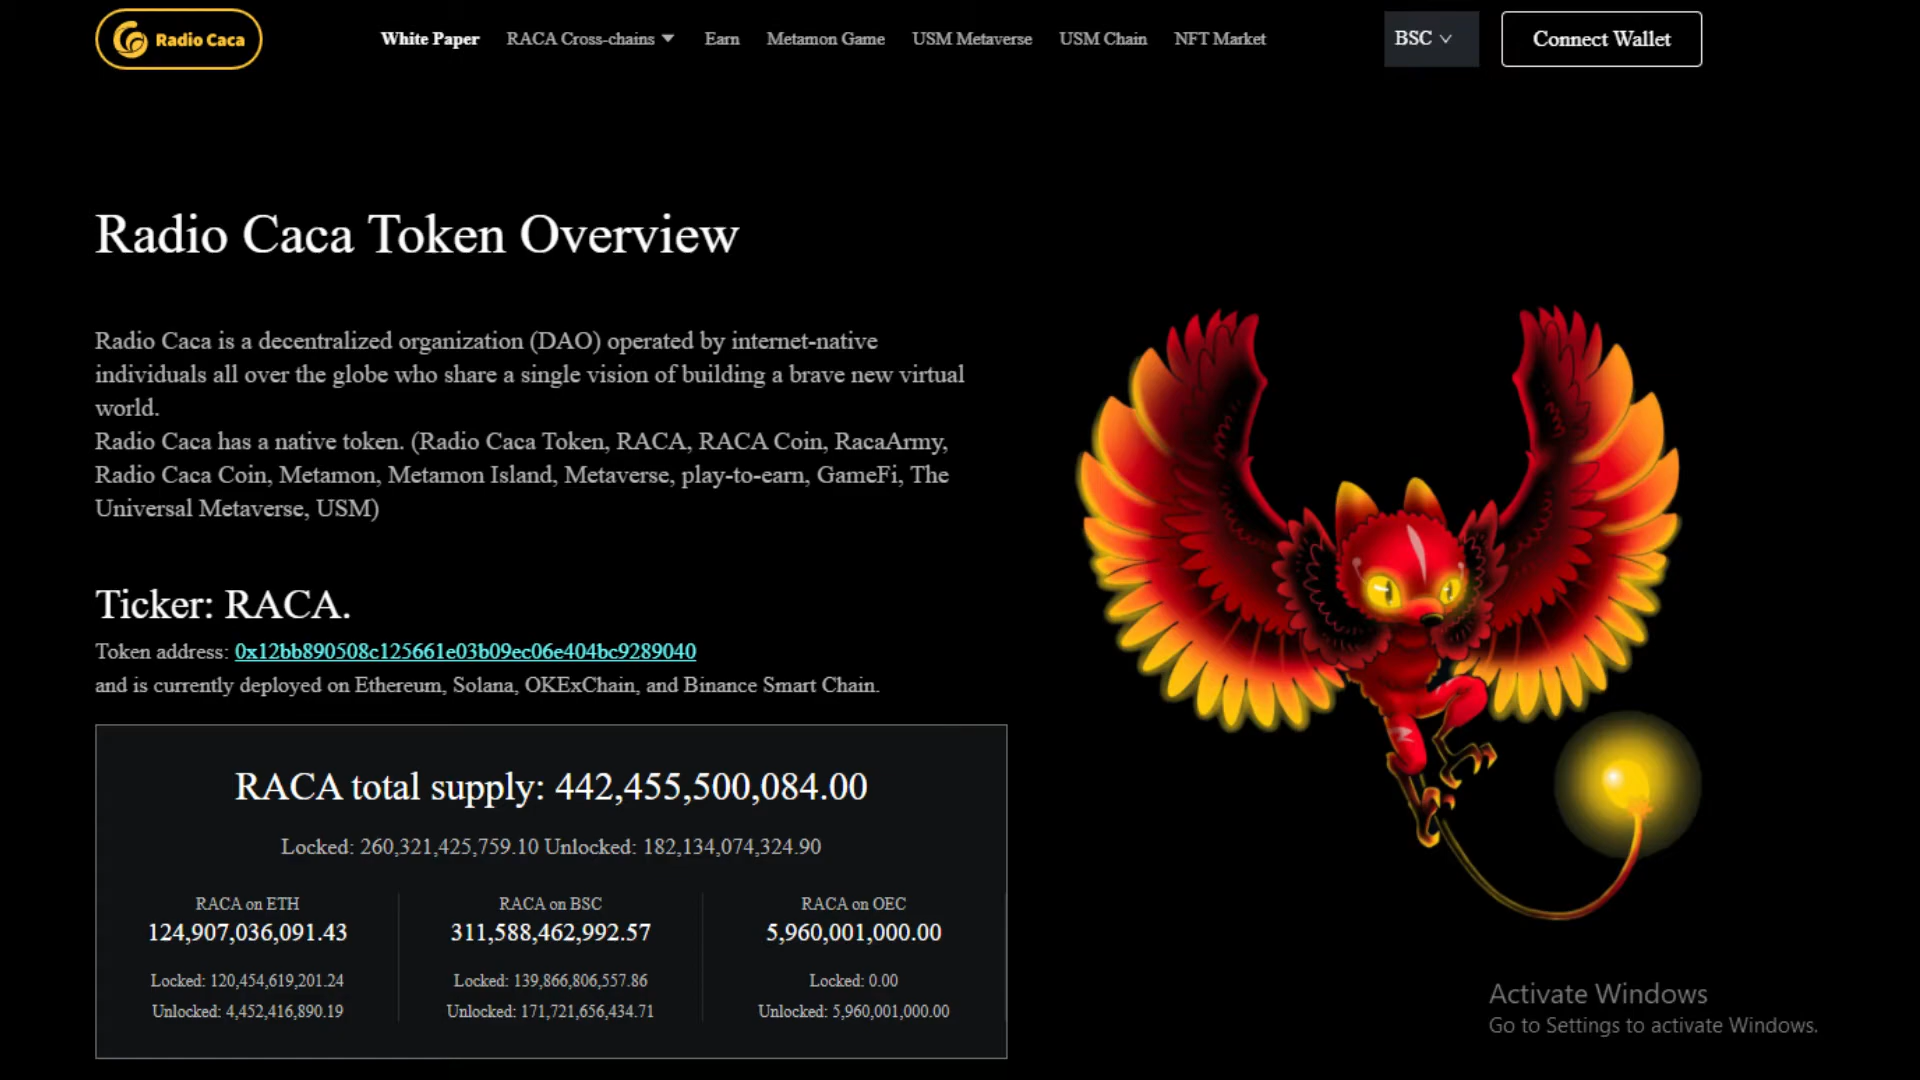 Radio Caca
White Paper
RACA Cross-chains
Earn
Metamon Game
USM Metaverse
USM Chain
NFT Market
BSC
Connect Wallet
Radio Caca Token Overview
Radio Caca is a decentralized organization (DAO) operated by internet-native
individuals all over the globe who share a single vision of building a brave new virtual
world.
Radio Caca has a native token. (Radio Caca Token, RACA, RACA Coin, RacaArmy,
Radio Caca Coin, Metamon, Metamon Island, Metaverse, play-to-earn, GameFi, The
Universal Metaverse, USM)
Ticker: RACA.
Token address: 0x12bb890508c125661e03b09ec06e404bc9289040
and is currently deployed on Ethereum, Solana, OKExChain, and Binance Smart Chain.
RACA total supply: 442,455,500,084.00
Locked: 260,321,425,759.10 Unlocked: 182,134,074,324.90
RACA on ETH
124,907,036,091.43
Locked: 120,454,619,201.24
Unlocked: 4,452,416,890.19
RACA on BSC
311,588,462,992.57
Locked: 139,866,806,557.86
Unlocked: 171,721,656,434.71
RACA on OEC
5,960,001,000.00
Locked: 0.00
Unlocked: 5,960,001,000.00
Activate Windows
Go to Settings to activate Windows.